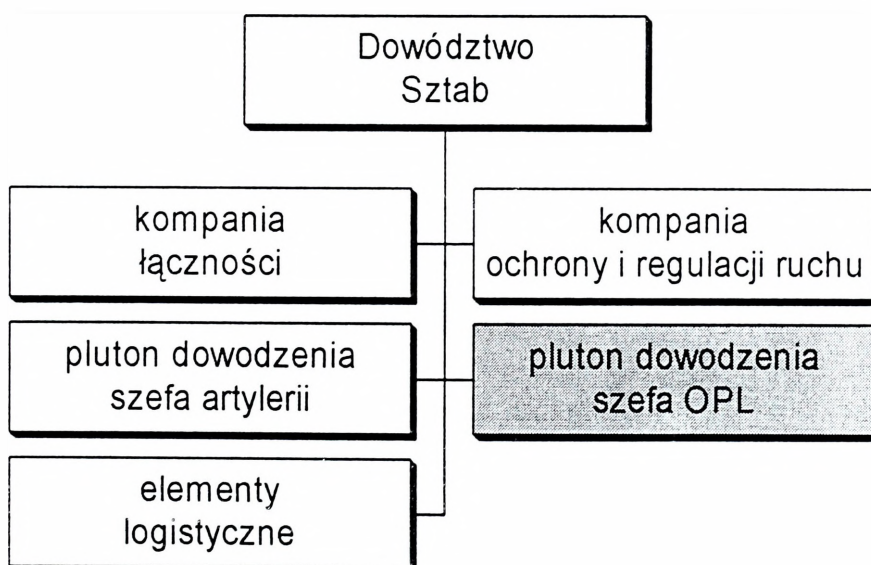 Dowództwo
Sztab
kompania
łączności
kompania
ochrony i regulacji ruchu
pluton dowodzenia
szefa artylerii
pluton dowodzenia
szefa OPL
elementy
logistyczne